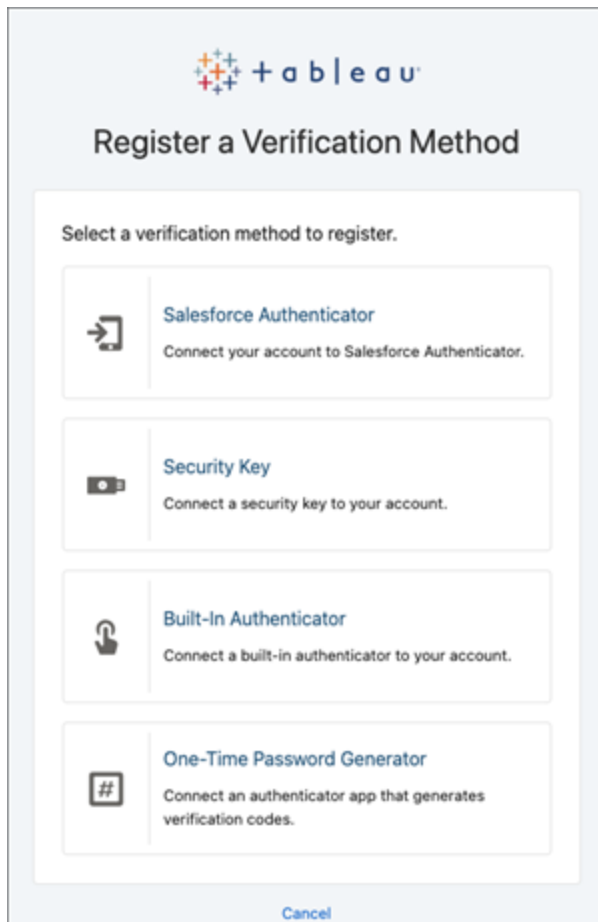 +ableau
Register a Verification Method
Select a verification method to register.
Salesforce Authenticator
Connect your account to Salesforce Authenticator.
Security Key
Connect a security key to your account.
Built-In Authenticator
Connect a built-in authenticator to your account.
One-Time Password Generator
Connect an authenticator app that generates
verification codes.
Cancel